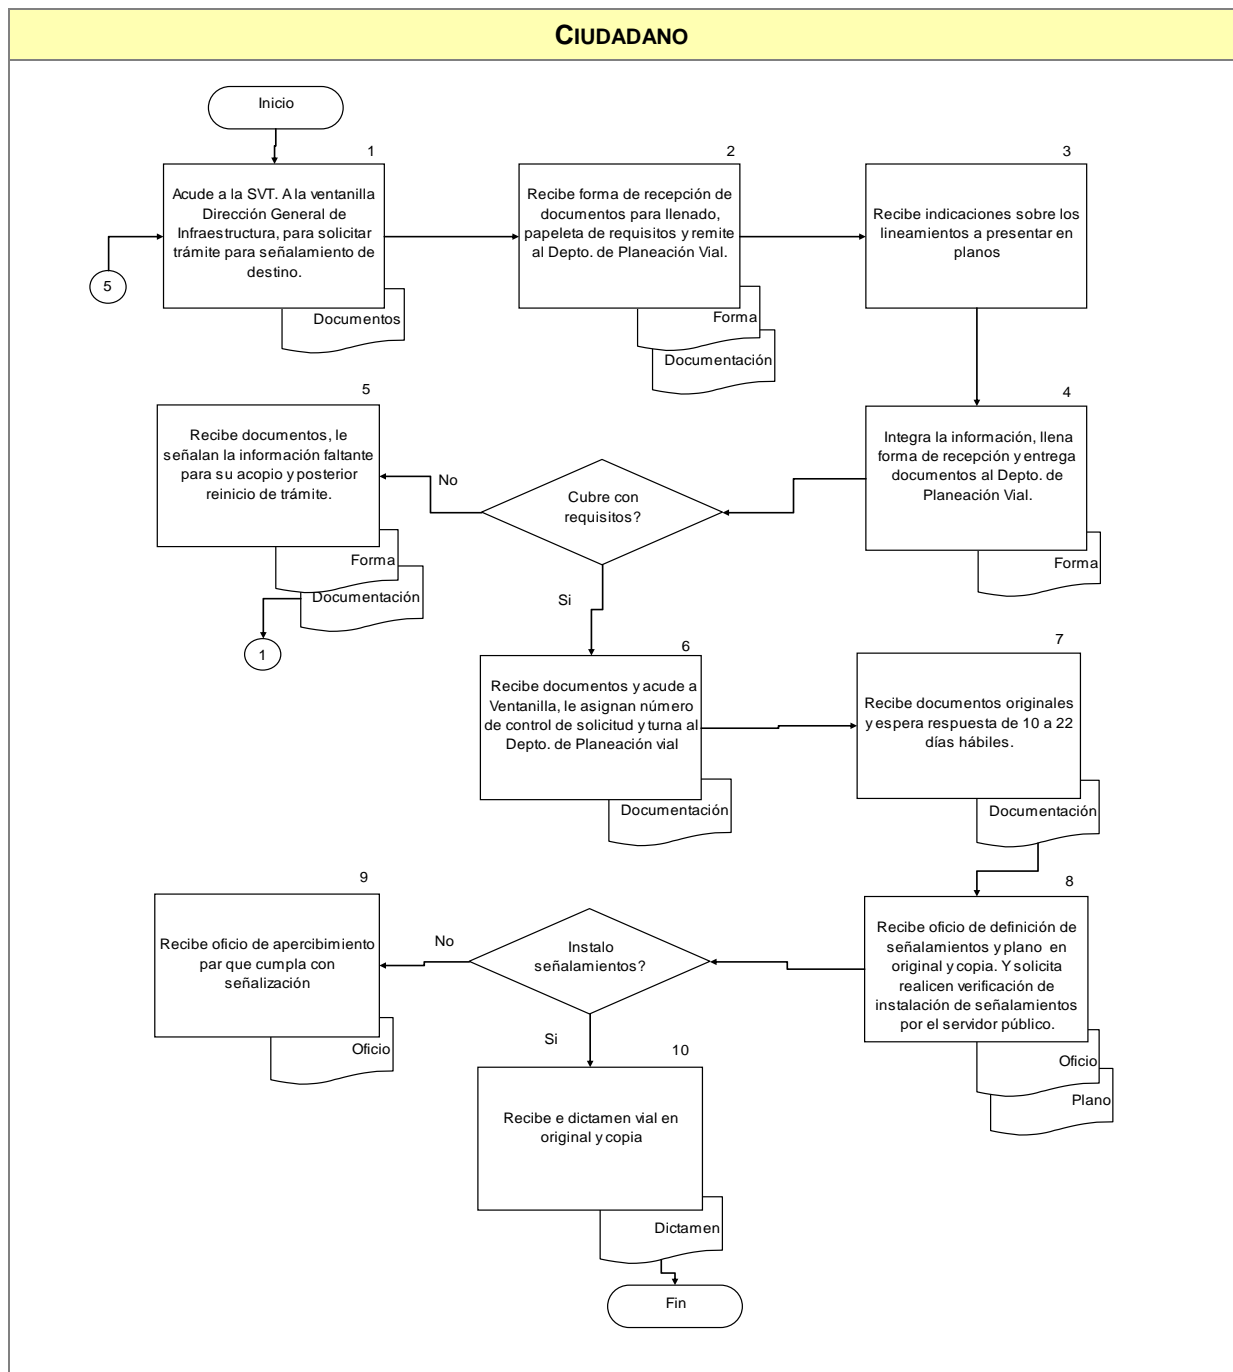 CIUDADANO
Inicio
1
Acude a la SVT. A la ventanilla
Dirección General de
Infraestructura, para solicitar
trámite para señalamiento de
destino.
Documentos
5
2
Recibe forma de recepción de
documentos para llenado,
papeleta de requisitos y remite
al Depto. de Planeación Vial.
Forma
Documentación
3
Recibe indicaciones sobre los
lineamientos a presentar en
planos
4
Integra la información, llena
forma de recepción y entrega
documentos al Depto. de
Planeación Vial.
Forma
Cubre con
requisitos?
No
Si
5
Recibe documentos, le
señalan la información faltante
para su acopio y posterior
reinicio de trámite.
Forma
Documentación
1
6
Recibe documentos y acude a
Ventanilla, le asignan número
de control de solicitud y turna al
Depto. de Planeación vial
Documentación
7
Recibe documentos originales
y espera respuesta de 10 a 22
días hábiles.
Documentación
8
Recibe oficio de definición de
señalamientos y plano en
original y copia. Y solicita
realicen verificación de
instalación de señalamientos
por el servidor público.
Oficio
Plano
Instalo
señalamientos?
No
Si
9
Recibe oficio de apercibimiento
par que cumpla con
señalización
Oficio
10
Recibe e dictamen vial en
original y copia
Dictamen
Fin